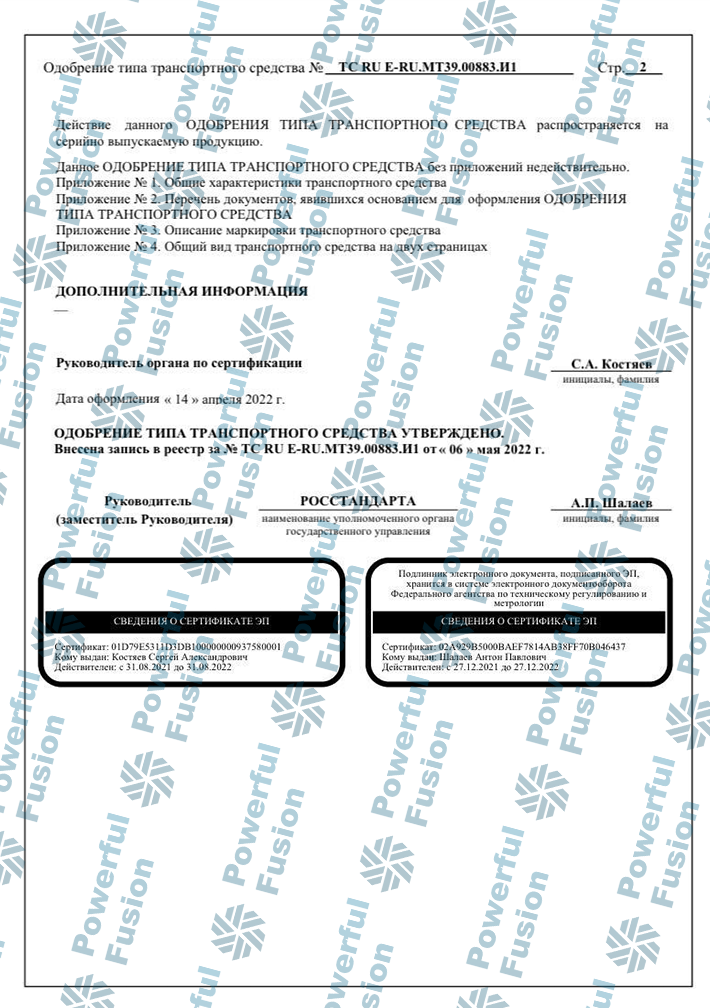 Одобрение типа транспортного средства № ТС RU Е-RU.МТ39.00883.И1 Стр. 2
Действие данного ОДОБРЕНИЯ ТИПА ТРАНСПОРТНОГО СРЕДСТВА распространяется на
серийно выпускаемую продукцию.
Данное ОДОБРЕНИЕ ТИПА ТРАНСПОРТНОГО СРЕДСТВА без приложений недействительно.
Приложение № 1. Общие характеристики транспортного средства
Приложение № 2. Перечень документов, явившихся основанием для оформления ОДОБРЕНИЯ
ТИПА ТРАНСПОРТНОГО СРЕДСТВА
Приложение № 3. Описание маркировки транспортного средства
Приложение № 4. Общий вид транспортного средства на двух страницах
ДОПОЛНИТЕЛЬНАЯ ИНФОРМАЦИЯ
—
Руководитель органа по сертификации С.А. Костяев
инициалы, фамилия
Дата оформления « 14 » апреля 2022 г.
ОДОБРЕНИЕ ТИПА ТРАНСПОРТНОГО СРЕДСТВА УТВЕРЖДЕНО.
Внесена запись в реестр за № ТС RU Е-RU.МТ39.00883.И1 от « 06 » мая 2022 г.
Руководитель РОССТАНДАРТА А.П. Шалаев
(заместитель Руководителя) наименование уполномоченного органа инициалы, фамилия
государственного управления
Подлинник электронного документа, подписанного ЭП,
хранится в системе электронного документооборота
Федерального агентства по техническому регулированию и
метрологии
СВЕДЕНИЯ О СЕРТИФИКАТЕ ЭП
Сертификат: 01D79E5311D3DB100000000937580001
Кому выдан: Костяев Сергей Александрович
Действителен: с 31.08.2021 до 31.08.2022
СВЕДЕНИЯ О СЕРТИФИКАТЕ ЭП
Сертификат: 02A929B5000BAEF7814AB38FF70B046437
Кому выдан: Шалаев Антон Павлович
Действителен: с 27.12.2021 до 27.12.2022
Powerful
Fusion